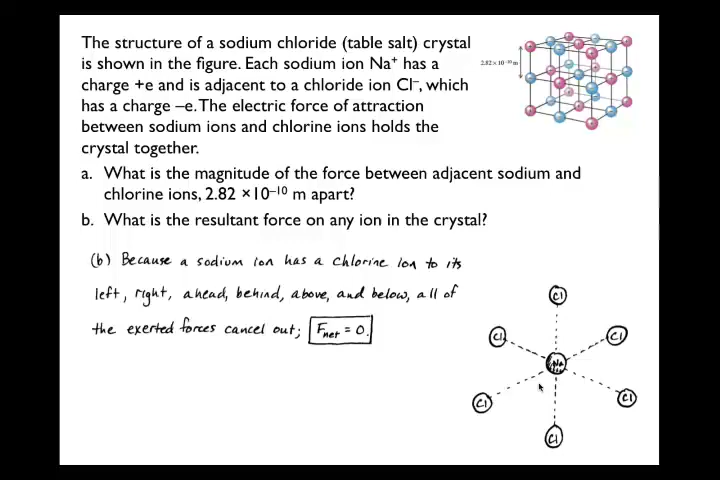 The structure of a sodium chloride (table salt) crystal
is shown in the figure. Each sodium ion Na⁺ has a
charge +e and is adjacent to a chloride ion Cl⁻, which
has a charge –e. The electric force of attraction
between sodium ions and chlorine ions holds the
crystal together.
2.82×10⁻¹⁰ m
a. What is the magnitude of the force between adjacent sodium and
chlorine ions, 2.82 ×10⁻¹⁰ m apart?
b. What is the resultant force on any ion in the crystal?
(b) Because a sodium ion has a chlorine ion to its
left, right, ahead, behind, above, and below, all of
the exerted forces cancel out; Fnet = 0.
Cl
Cl
Cl
Na
Cl
Cl
Cl